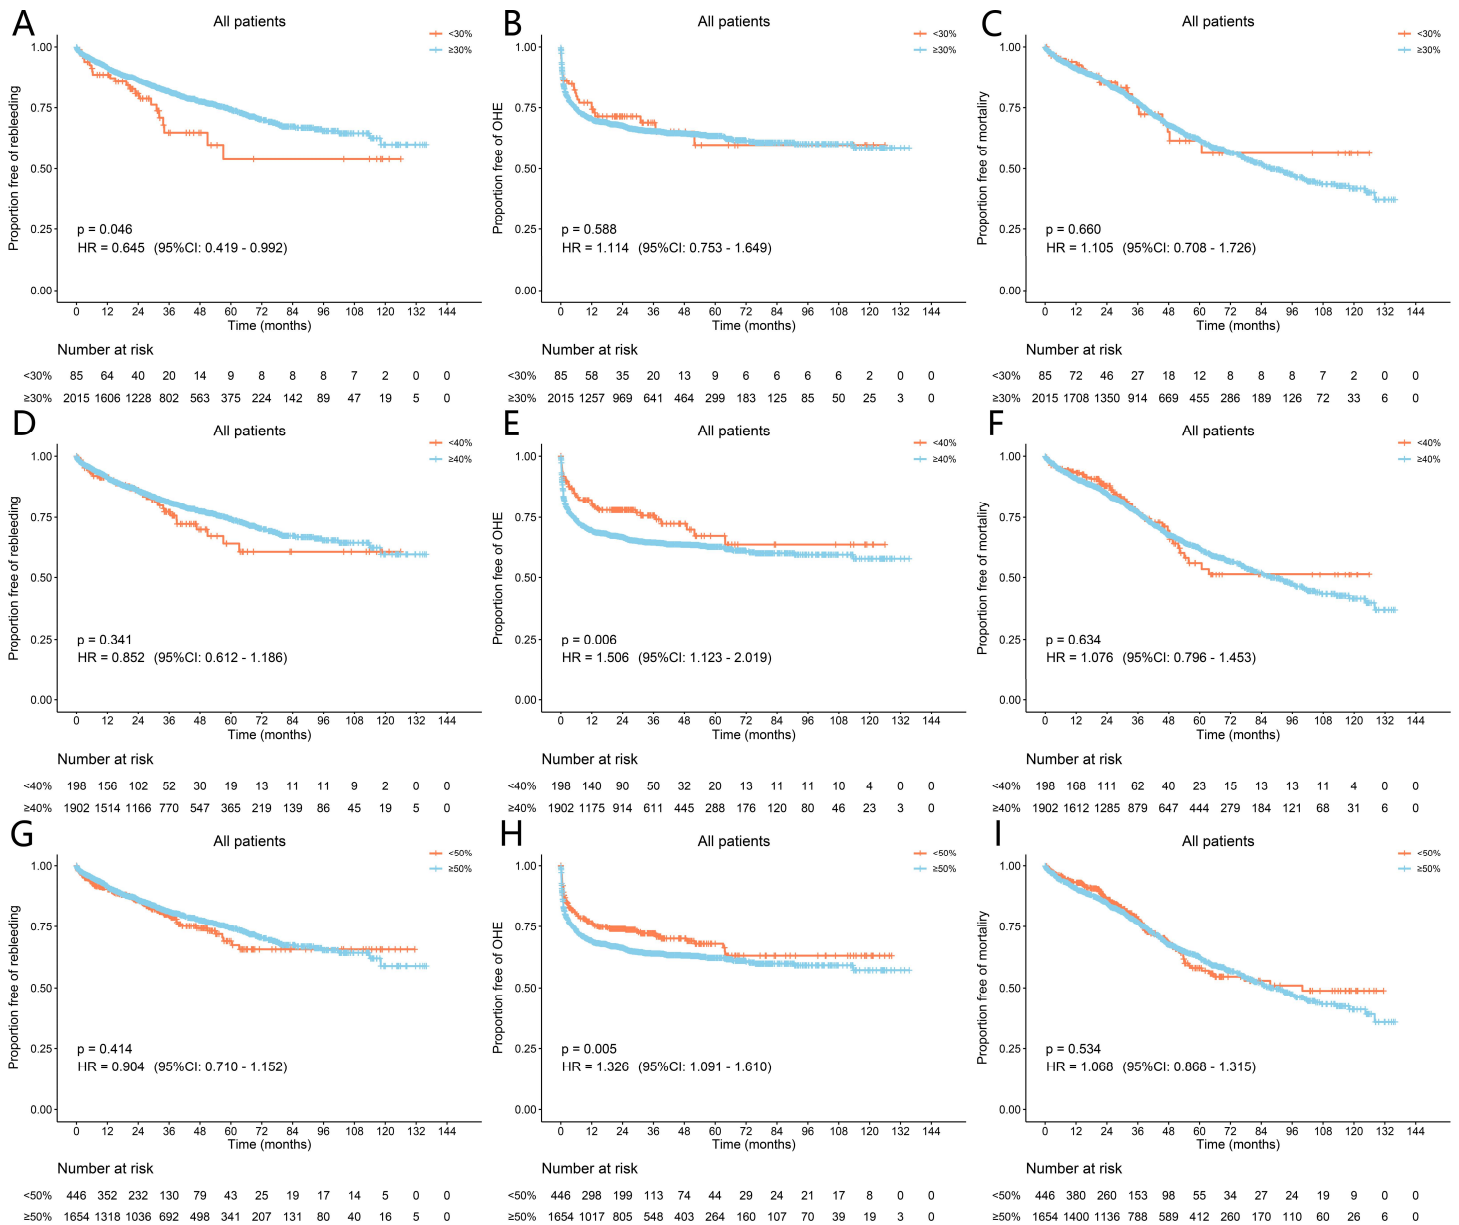 A
All patients
<30%
≥30%
Proportion free of rebleeding
1.00
0.75
0.50
0.25
0.00
p = 0.046
HR = 0.645 (95%CI: 0.419 - 0.992)
0 12 24 36 48 60 72 84 96 108 120 132 144
Time (months)
Number at risk
<30% 85 64 40 20 14 9 8 8 8 7 2 0 0
≥30% 2015 1606 1228 802 563 375 224 142 89 47 19 5 0
B
All patients
<30%
≥30%
Proportion free of OHE
1.00
0.75
0.50
0.25
0.00
p = 0.588
HR = 1.114 (95%CI: 0.753 - 1.649)
0 12 24 36 48 60 72 84 96 108 120 132 144
Time (months)
Number at risk
<30% 85 58 35 20 13 9 6 6 6 6 2 0 0
≥30% 2015 1257 969 641 464 299 183 125 85 50 25 3 0
C
All patients
<30%
≥30%
Proportion free of mortaliry
1.00
0.75
0.50
0.25
0.00
p = 0.660
HR = 1.105 (95%CI: 0.708 - 1.726)
0 12 24 36 48 60 72 84 96 108 120 132 144
Time (months)
Number at risk
<30% 85 72 46 27 18 12 8 8 8 7 2 0 0
≥30% 2015 1708 1350 914 669 455 286 189 126 72 33 6 0
D
All patients
<40%
≥40%
Proportion free of rebleeding
1.00
0.75
0.50
0.25
0.00
p = 0.341
HR = 0.852 (95%CI: 0.612 - 1.186)
0 12 24 36 48 60 72 84 96 108 120 132 144
Time (months)
Number at risk
<40% 198 156 102 52 30 19 13 11 11 9 2 0 0
≥40% 1902 1514 1166 770 547 365 219 139 86 45 19 5 0
E
All patients
<40%
≥40%
Proportion free of OHE
1.00
0.75
0.50
0.25
0.00
p = 0.006
HR = 1.506 (95%CI: 1.123 - 2.019)
0 12 24 36 48 60 72 84 96 108 120 132 144
Time (months)
Number at risk
<40% 198 140 90 50 32 20 13 11 11 10 4 0 0
≥40% 1902 1175 914 611 445 288 176 120 80 46 23 3 0
F
All patients
<40%
≥40%
Proportion free of mortaliry
1.00
0.75
0.50
0.25
0.00
p = 0.634
HR = 1.076 (95%CI: 0.796 - 1.453)
0 12 24 36 48 60 72 84 96 108 120 132 144
Time (months)
Number at risk
<40% 198 168 111 62 40 23 15 13 13 11 4 0 0
≥40% 1902 1612 1285 879 647 444 279 184 121 68 31 6 0
G
All patients
<50%
≥50%
Proportion free of rebleeding
1.00
0.75
0.50
0.25
0.00
p = 0.414
HR = 0.904 (95%CI: 0.710 - 1.152)
0 12 24 36 48 60 72 84 96 108 120 132 144
Time (months)
Number at risk
<50% 446 352 232 130 79 43 25 19 17 14 5 0 0
≥50% 1654 1318 1036 692 498 341 207 131 80 40 16 5 0
H
All patients
<50%
≥50%
Proportion free of OHE
1.00
0.75
0.50
0.25
0.00
p = 0.005
HR = 1.326 (95%CI: 1.091 - 1.610)
0 12 24 36 48 60 72 84 96 108 120 132 144
Time (months)
Number at risk
<50% 446 298 199 113 74 44 29 24 21 17 8 0 0
≥50% 1654 1017 805 548 403 264 160 107 70 39 19 3 0
I
All patients
<50%
≥50%
Proportion free of mortaliry
1.00
0.75
0.50
0.25
0.00
p = 0.534
HR = 1.068 (95%CI: 0.868 - 1.315)
0 12 24 36 48 60 72 84 96 108 120 132 144
Time (months)
Number at risk
<50% 446 380 260 153 98 55 34 27 24 19 9 0 0
≥50% 1654 1400 1136 788 589 412 260 170 110 60 26 6 0